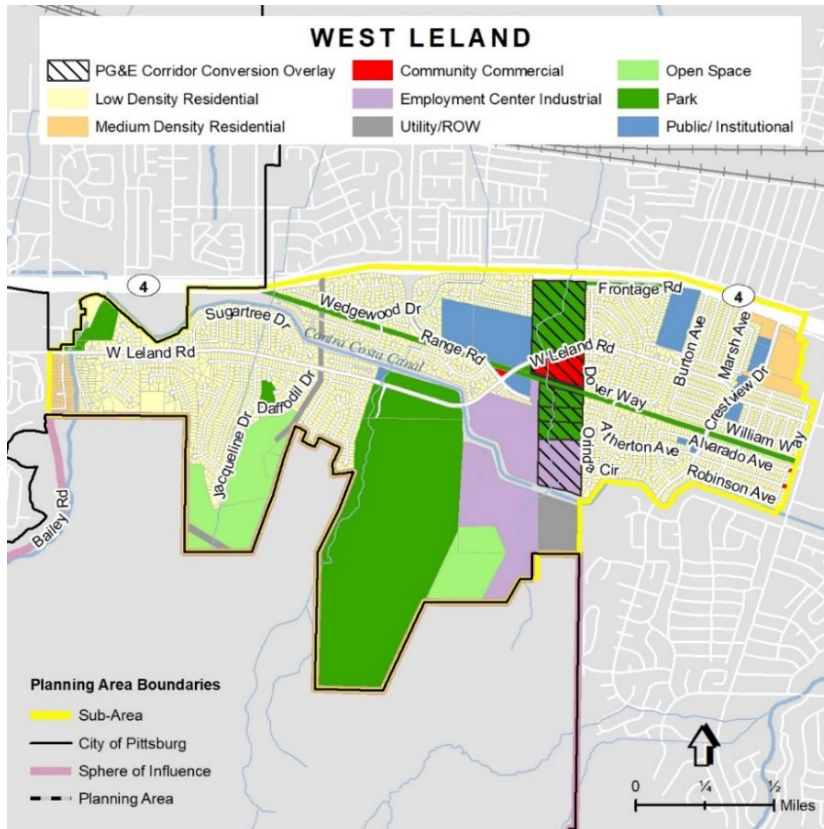 WEST LELAND
PG&E Corridor Conversion Overlay
Low Density Residential
Medium Density Residential
Community Commercial
Employment Center Industrial
Utility/ROW
Open Space
Park
Public/ Institutional
4
Sugartree Dr
Wedgewood Dr
Frontage Rd
4
W Leland Rd
Contra Costa Canal
Range Rd
W Leland Rd
Burton Ave
Marsh Ave
Crestview Dr
Daffodil Dr
Jacqueline Dr
Dover Way
William Way
Atherton Ave
Alvarado Ave
Robinson Ave
Cir
Bailey Rd
Planning Area Boundaries
Sub-Area
City of Pittsburg
Sphere of Influence
Planning Area
0 ¼ ½
Miles